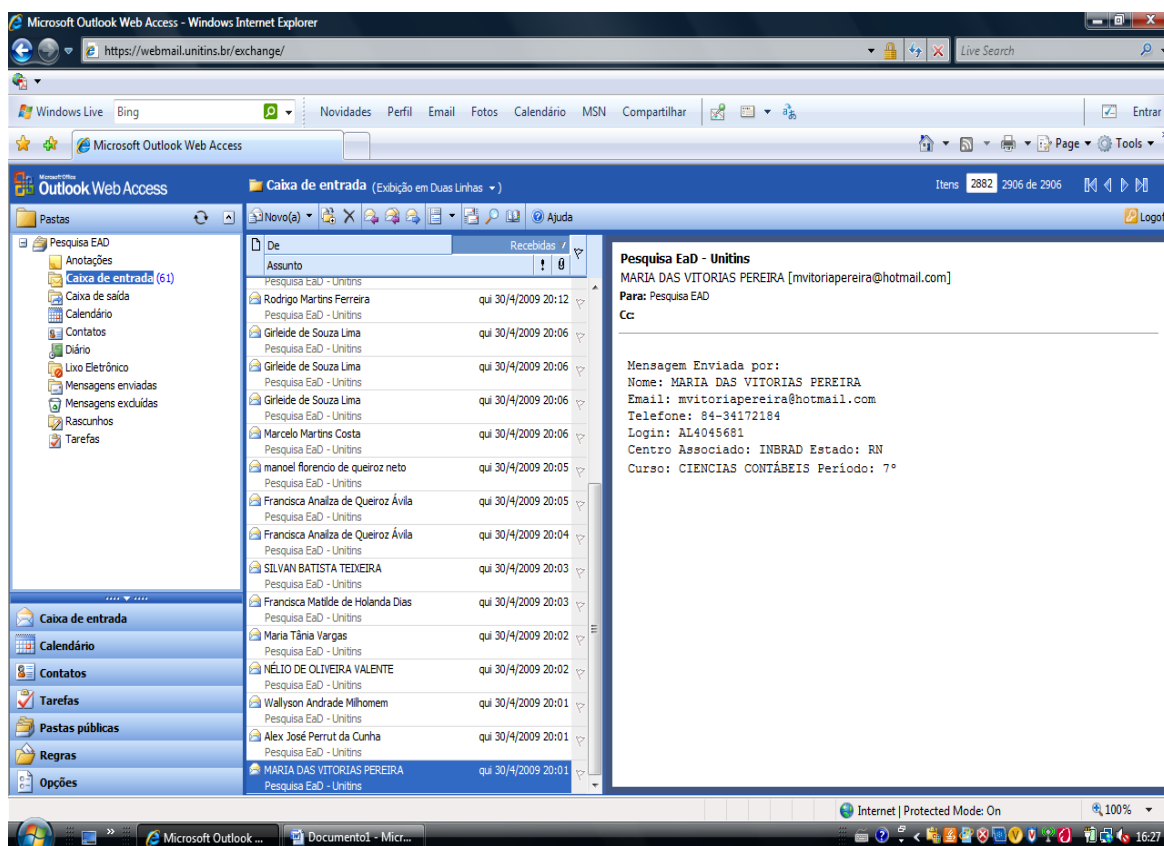 Microsoft Outlook Web Access - Windows Internet Explorer
https://webmail.unitins.br/exchange/
Live Search
Windows Live Bing Novidades Perfil Email Fotos Calendário MSN Compartilhar Entrar
Microsoft Outlook Web Access Page Tools
Microsoft Office
Outlook Web Access
Caixa de entrada (Exibição em Duas Linhas)
Itens 2882 2906 de 2906
Pastas
Novo(a) Ajuda Logof
Pesquisa EAD
Anotações
Caixa de entrada (61)
Caixa de saída
Calendário
Contatos
Diário
Lixo Eletrônico
Mensagens enviadas
Mensagens excluídas
Rascunhos
Tarefas
Caixa de entrada
Calendário
Contatos
Tarefas
Pastas públicas
Regras
Opções
De Recebidas
Assunto
Pesquisa EaD - Unitins
Rodrigo Martins Ferreira qui 30/4/2009 20:12
Pesquisa EaD - Unitins
Girleide de Souza Lima qui 30/4/2009 20:06
Pesquisa EaD - Unitins
Girleide de Souza Lima qui 30/4/2009 20:06
Pesquisa EaD - Unitins
Girleide de Souza Lima qui 30/4/2009 20:06
Pesquisa EaD - Unitins
Marcelo Martins Costa qui 30/4/2009 20:06
Pesquisa EaD - Unitins
manoel florencio de queiroz neto qui 30/4/2009 20:05
Pesquisa EaD - Unitins
Francisca Anailza de Queiroz Ávila qui 30/4/2009 20:05
Pesquisa EaD - Unitins
Francisca Anailza de Queiroz Ávila qui 30/4/2009 20:04
Pesquisa EaD - Unitins
SILVAN BATISTA TEIXEIRA qui 30/4/2009 20:03
Pesquisa EaD - Unitins
Francisca Matilde de Holanda Dias qui 30/4/2009 20:03
Pesquisa EaD - Unitins
Maria Tânia Vargas qui 30/4/2009 20:02
Pesquisa EaD - Unitins
NÉLIO DE OLIVEIRA VALENTE qui 30/4/2009 20:02
Pesquisa EaD - Unitins
Wallyson Andrade Milhomem qui 30/4/2009 20:01
Pesquisa EaD - Unitins
Alex José Perrut da Cunha qui 30/4/2009 20:01
Pesquisa EaD - Unitins
MARIA DAS VITORIAS PEREIRA qui 30/4/2009 20:01
Pesquisa EaD - Unitins
Pesquisa EaD - Unitins
MARIA DAS VITORIAS PEREIRA [mvitoriapereira@hotmail.com]
Para: Pesquisa EAD
Cc:
Mensagem Enviada por:
Nome: MARIA DAS VITORIAS PEREIRA
Email: mvitoriapereira@hotmail.com
Telefone: 84-34172184
Login: AL4045681
Centro Associado: INBRAD Estado: RN
Curso: CIENCIAS CONTÁBEIS Período: 7º
Internet | Protected Mode: On 100%
Microsoft Outlook ... Documento1 - Micr... 16:27